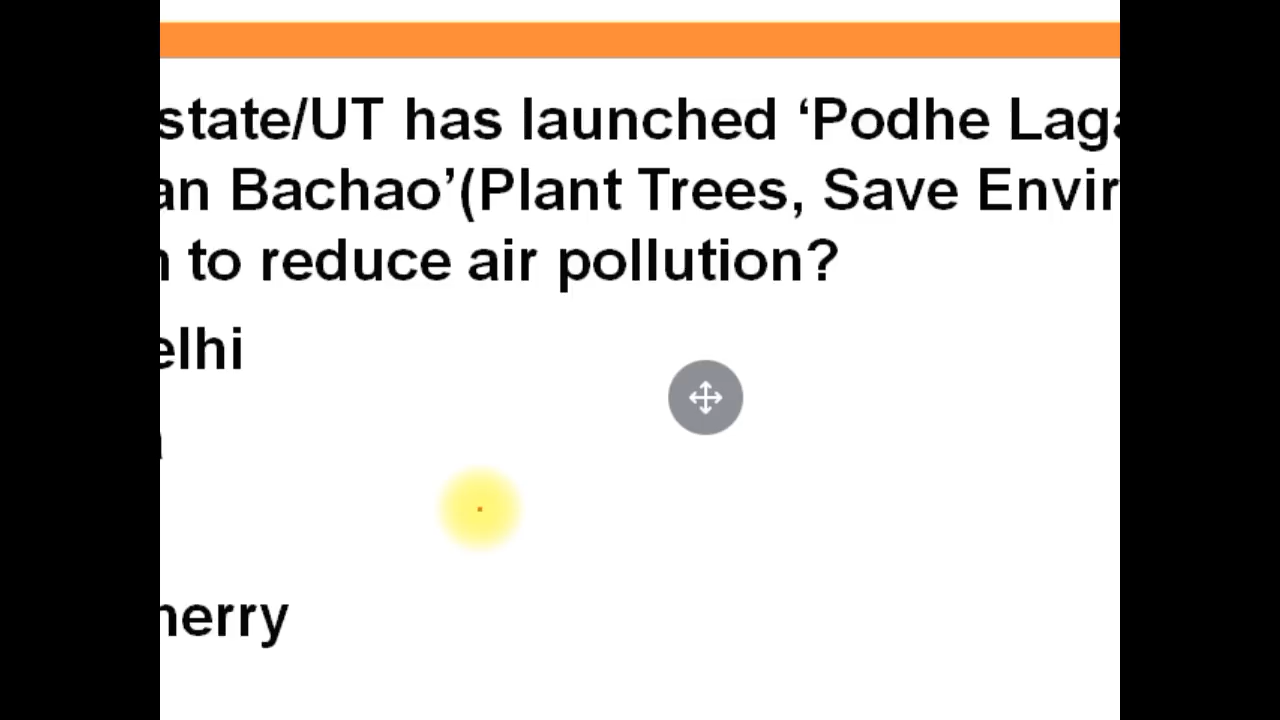 state/UT has launched ‘Podhe Laga
an Bachao’(Plant Trees, Save Envir
n to reduce air pollution?
elhi
herry